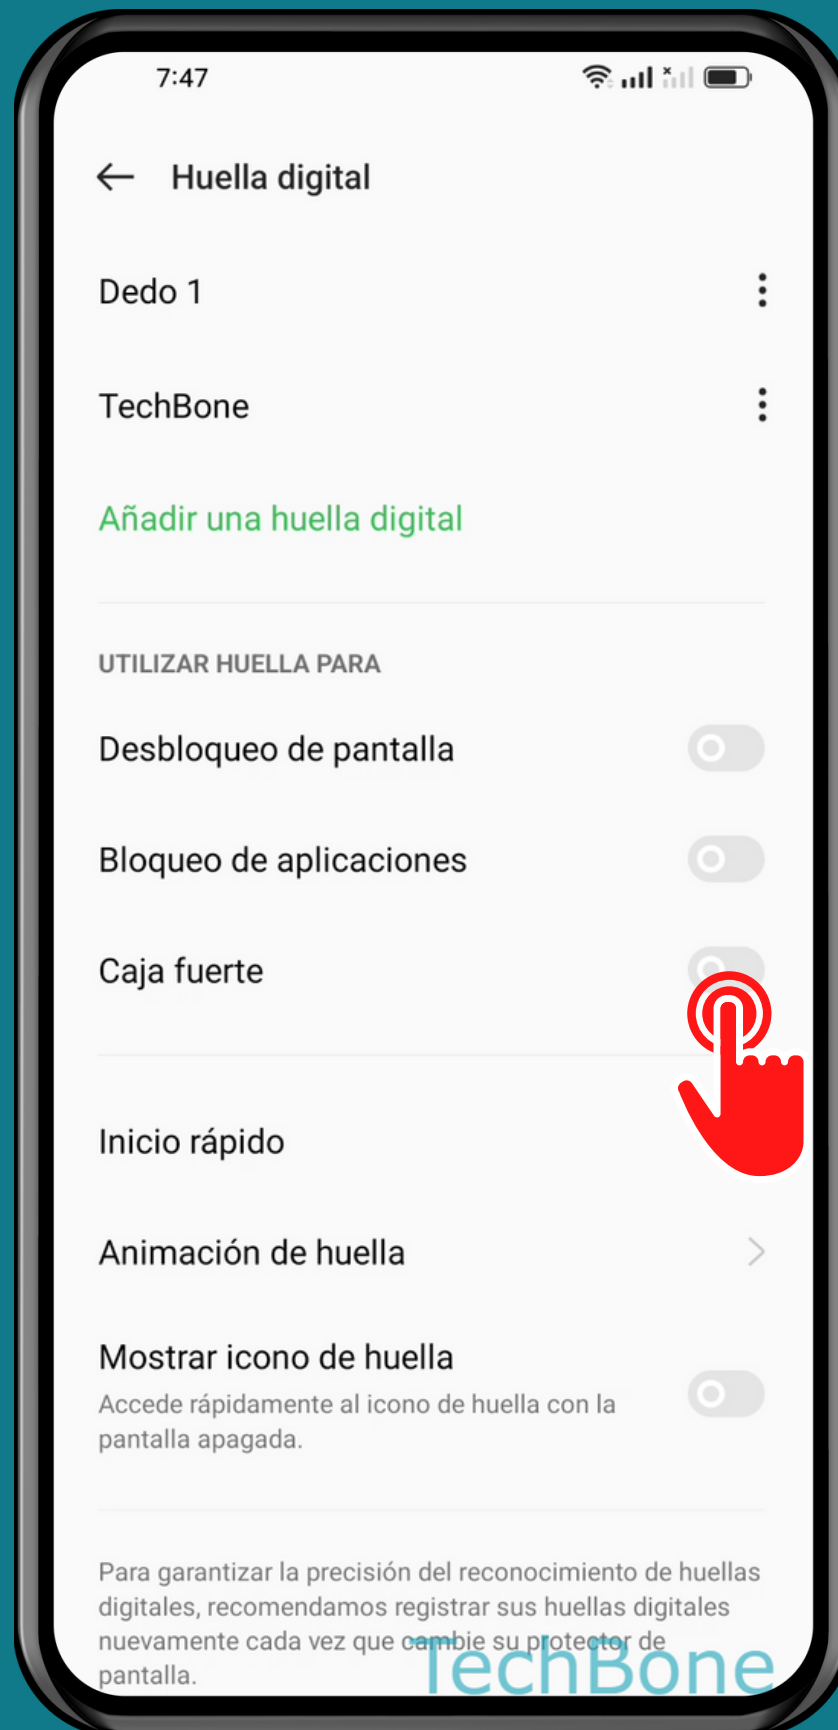 7:47
Huella digital
Dedo 1
TechBone
Añadir una huella digital
UTILIZAR HUELLA PARA
Desbloqueo de pantalla
Bloqueo de aplicaciones
Caja fuerte
Inicio rápido
Animación de huella
Mostrar icono de huella
Accede rápidamente al icono de huella con la
pantalla apagada.
Para garantizar la precisión del reconocimiento de huellas
digitales, recomendamos registrar sus huellas digitales
nuevamente cada vez que cambie su protector de
pantalla.
TechBone